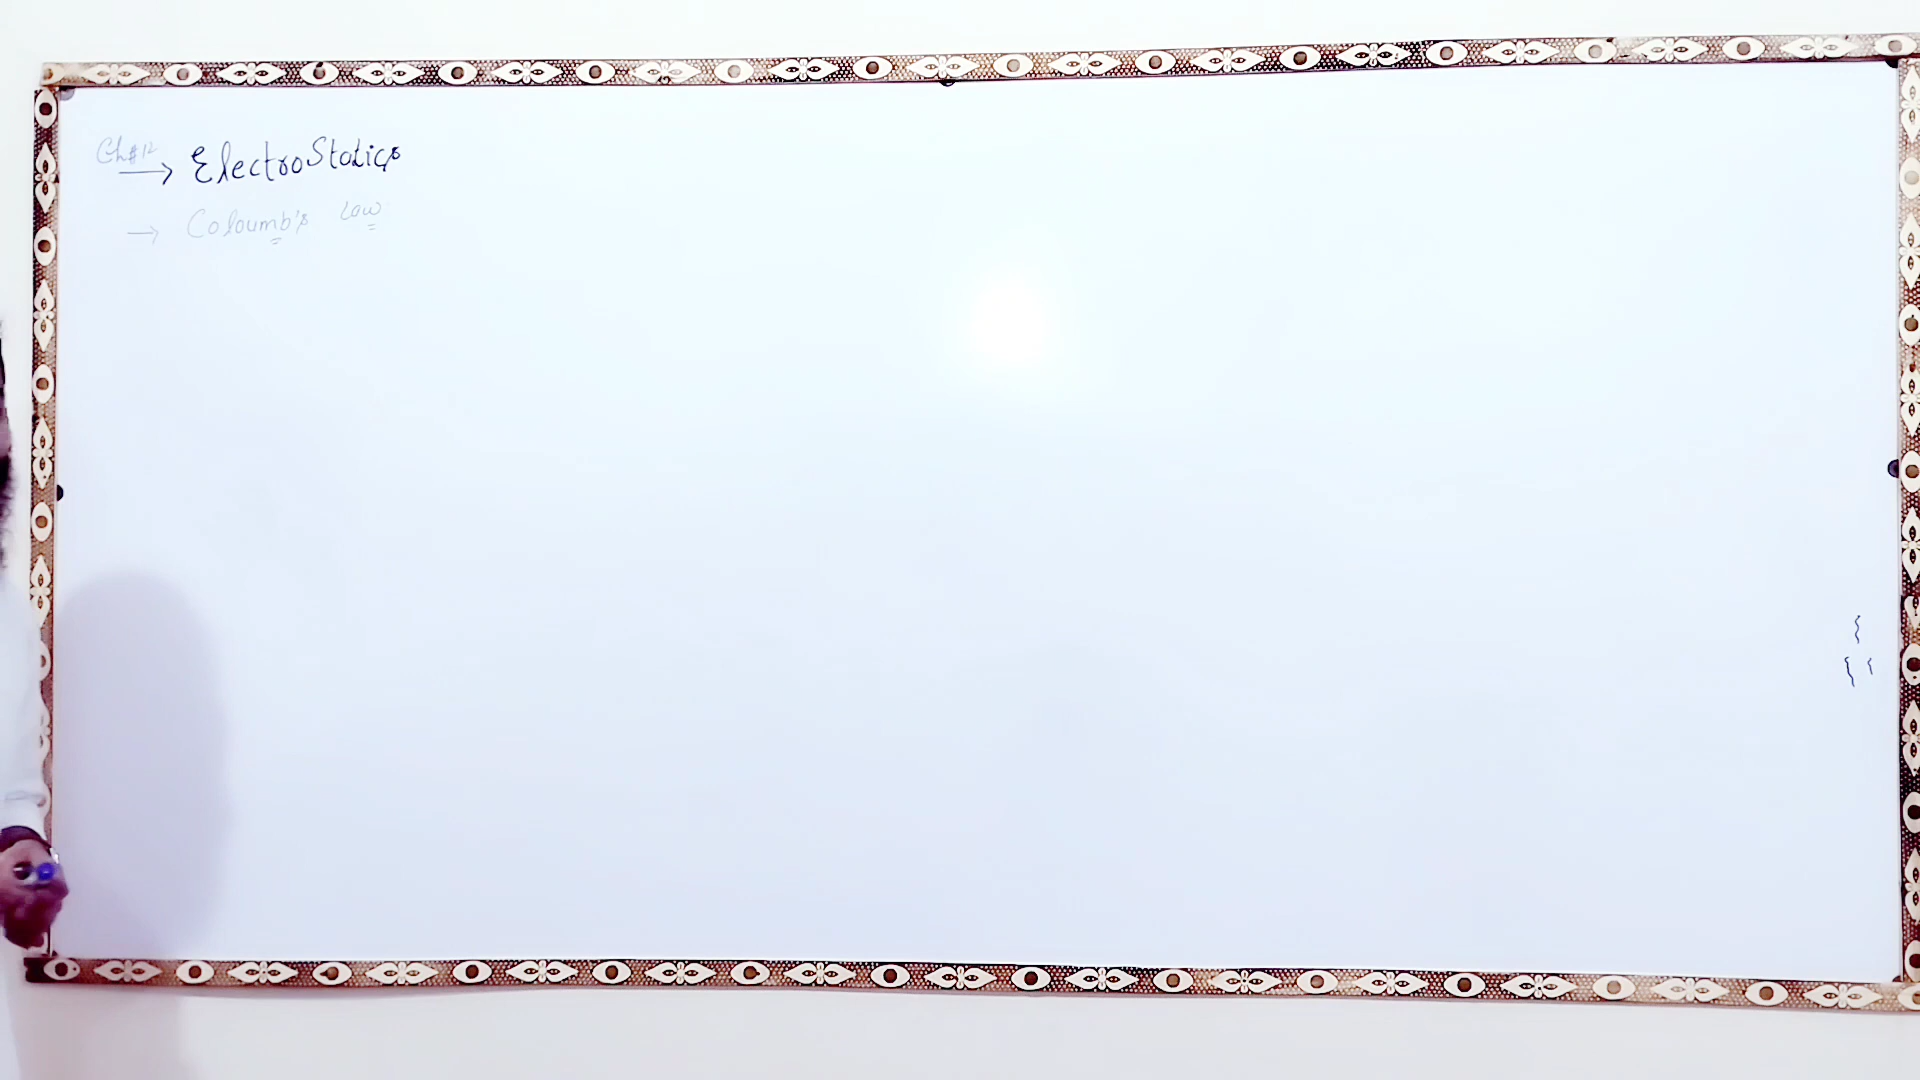 Ch#12
→ ElectroStatics
→ Coloumb's Law